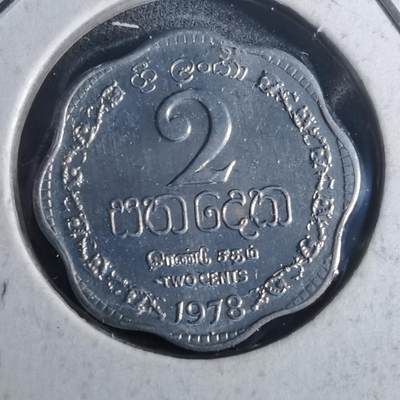 ශ්‍රී ලංකා
2
සත දෙක
இரண்டு சதம்
TWO CENTS
1978